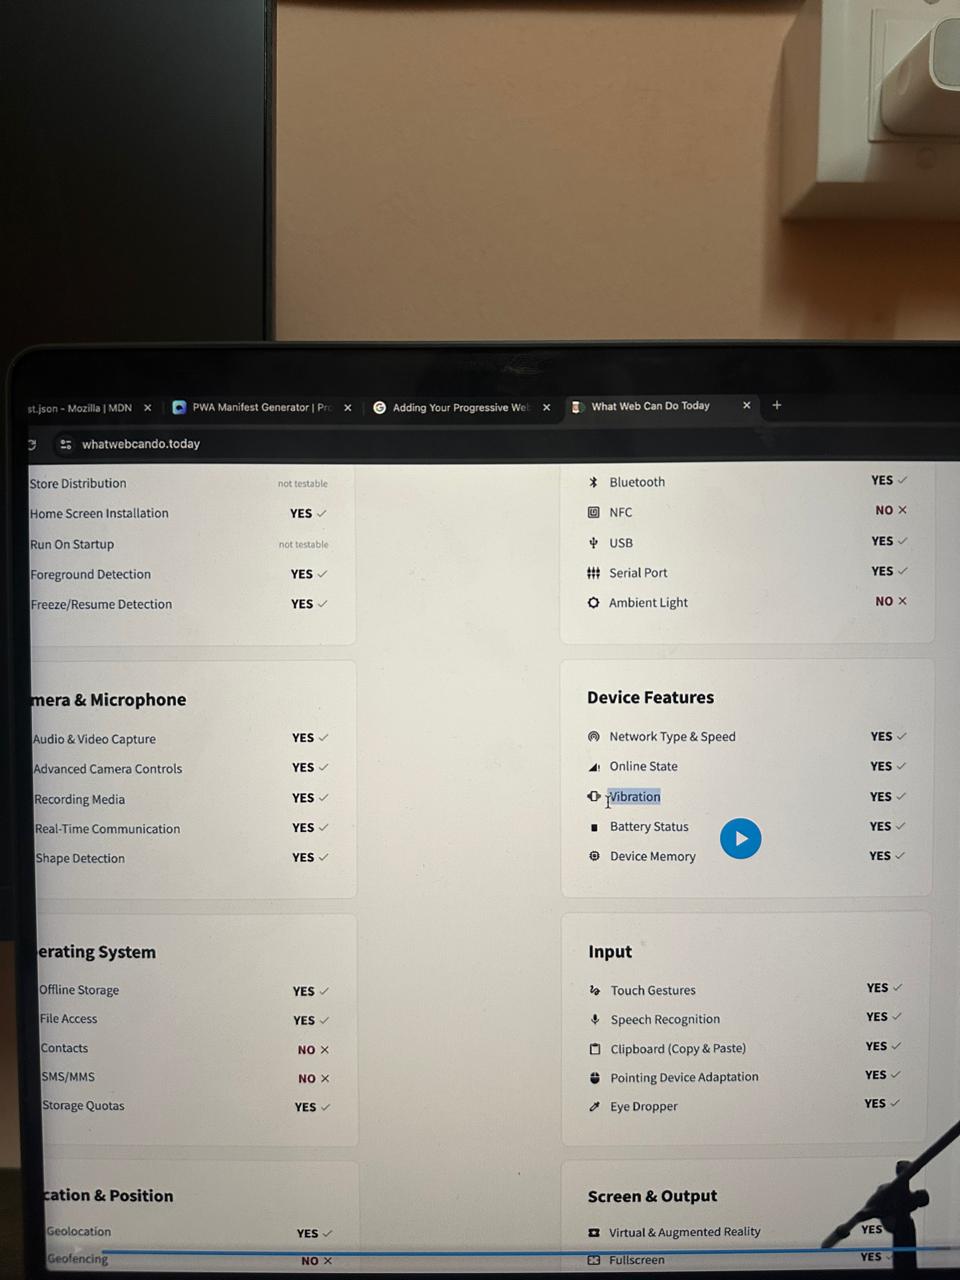 st.json - Mozilla | MDN
PWA Manifest Generator | Pro
Adding Your Progressive We
What Web Can Do Today
whatwebcando.today
Store Distribution not testable
Home Screen Installation YES
Run On Startup not testable
Foreground Detection YES
Freeze/Resume Detection YES
mera & Microphone
Audio & Video Capture YES
Advanced Camera Controls YES
Recording Media YES
Real-Time Communication YES
Shape Detection YES
erating System
Offline Storage YES
File Access YES
Contacts NO
SMS/MMS NO
Storage Quotas YES
cation & Position
Geolocation YES
Geofencing NO
Bluetooth YES
NFC NO
USB YES
Serial Port YES
Ambient Light NO
Device Features
Network Type & Speed YES
Online State YES
Vibration YES
Battery Status YES
Device Memory YES
Input
Touch Gestures YES
Speech Recognition YES
Clipboard (Copy & Paste) YES
Pointing Device Adaptation YES
Eye Dropper YES
Screen & Output
Virtual & Augmented Reality YES
Fullscreen YES